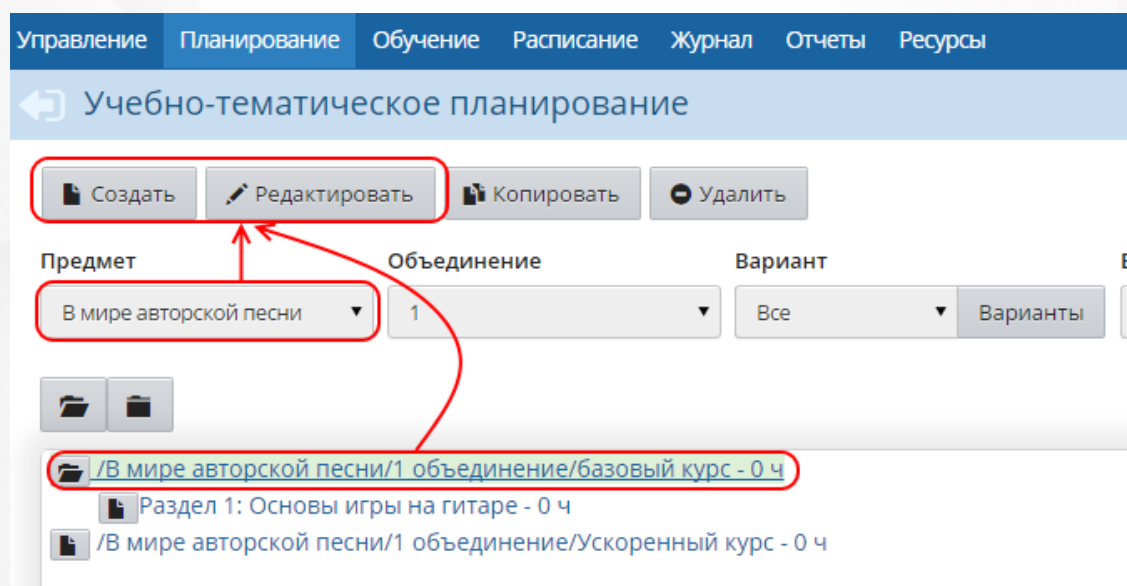 Управление Планирование Обучение Расписание Журнал Отчеты Ресурсы
Учебно-тематическое планирование
Создать Редактировать Копировать Удалить
Предмет Объединение Вариант
В мире авторской песни 1 Все Варианты
/В мире авторской песни/1 объединение/базовый курс - 0 ч
Раздел 1: Основы игры на гитаре - 0 ч
/В мире авторской песни/1 объединение/Ускоренный курс - 0 ч